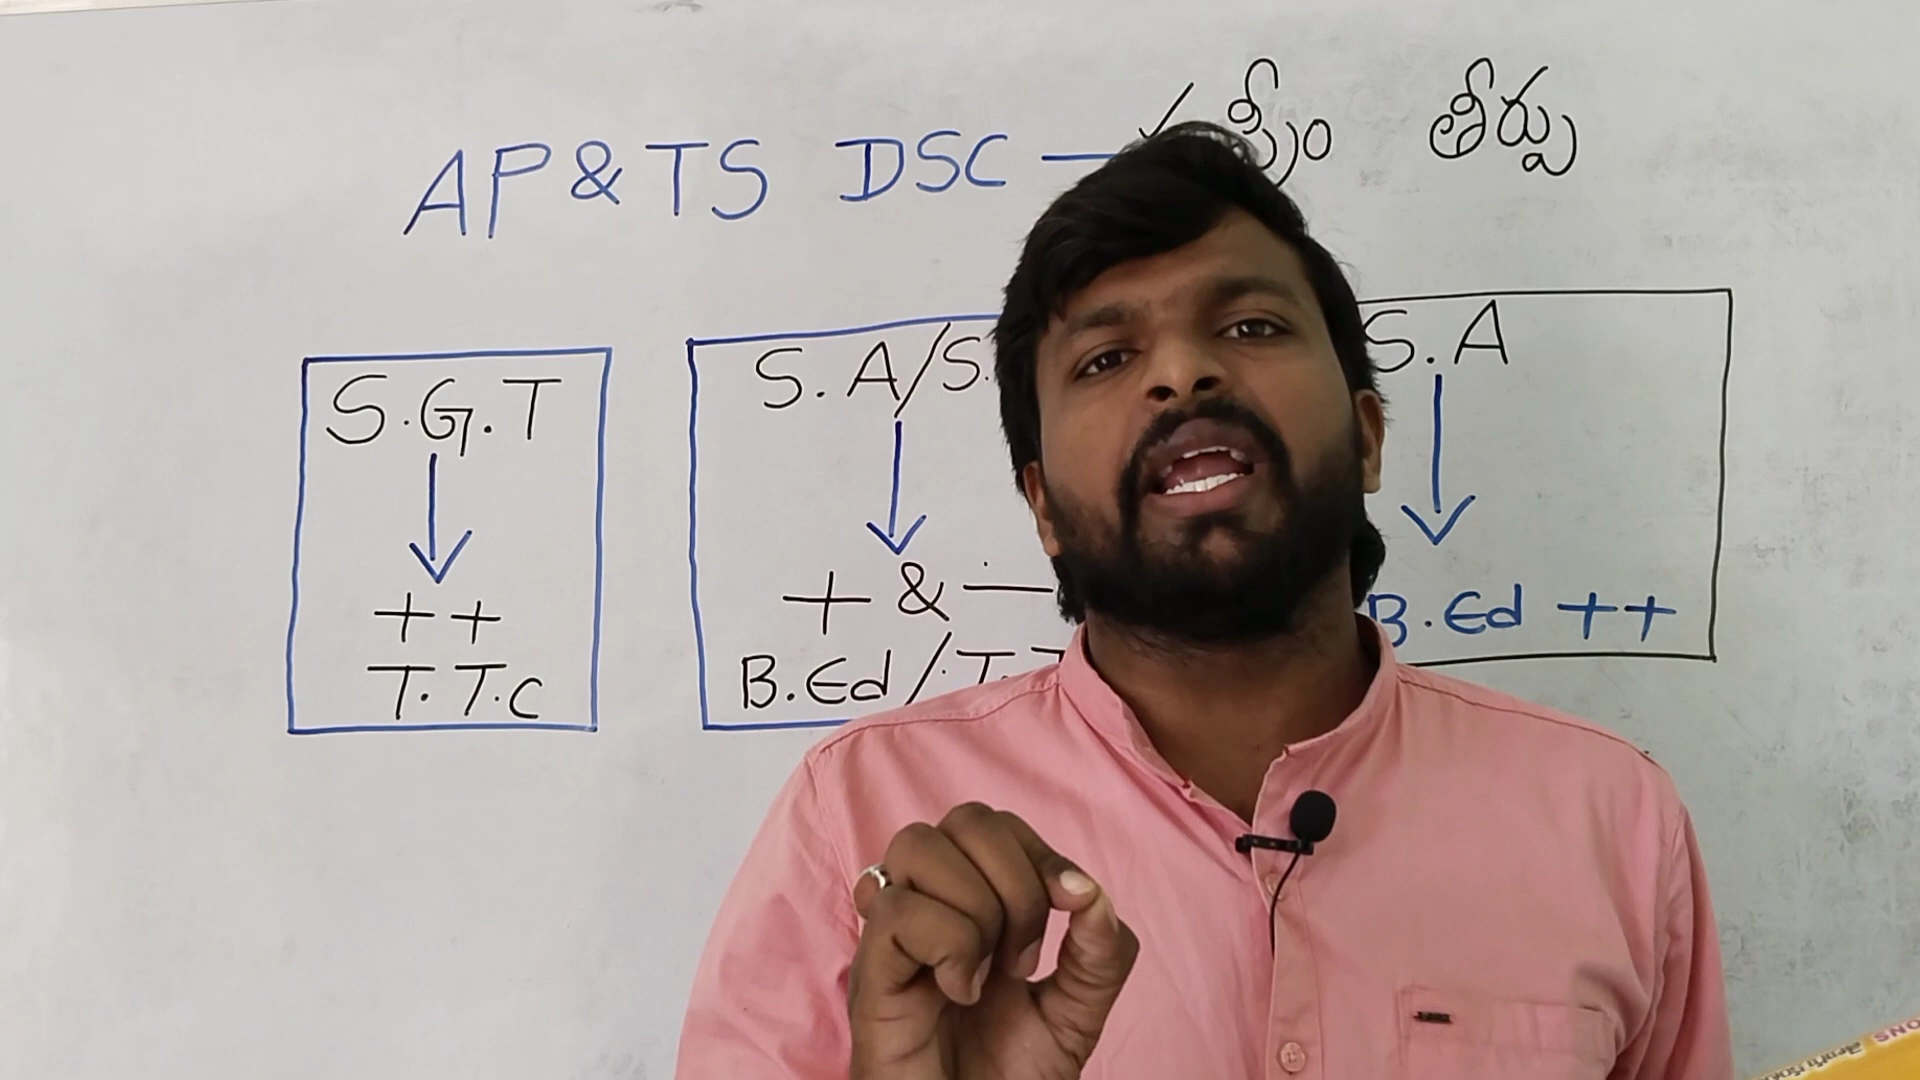 AP & TS DSC — ✓ సుప్రీం తీర్పు
S.G.T
++
T.T.C
S.A/S.
+ & —
B.Ed/T.T
S.A
B.Ed ++